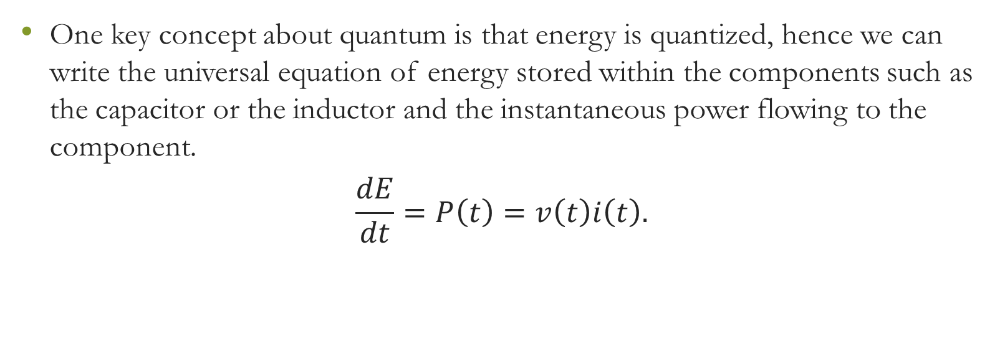 • One key concept about quantum is that energy is quantized, hence we can
write the universal equation of energy stored within the components such as
the capacitor or the inductor and the instantaneous power flowing to the
component.
dE/dt = P(t) = v(t)i(t).